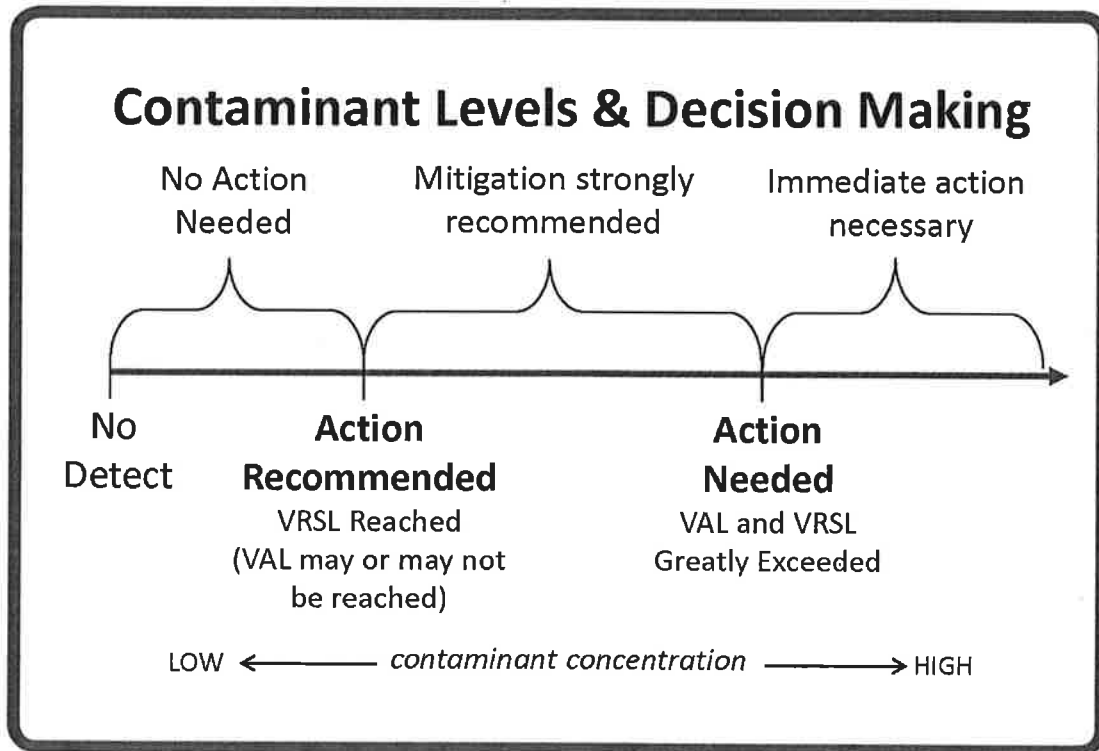 Contaminant Levels & Decision Making
No Action
Needed
Mitigation strongly
recommended
Immediate action
necessary
No
Detect
Action
Recommended
VRSL Reached
(VAL may or may not
be reached)
Action
Needed
VAL and VRSL
Greatly Exceeded
LOW
contaminant concentration
HIGH